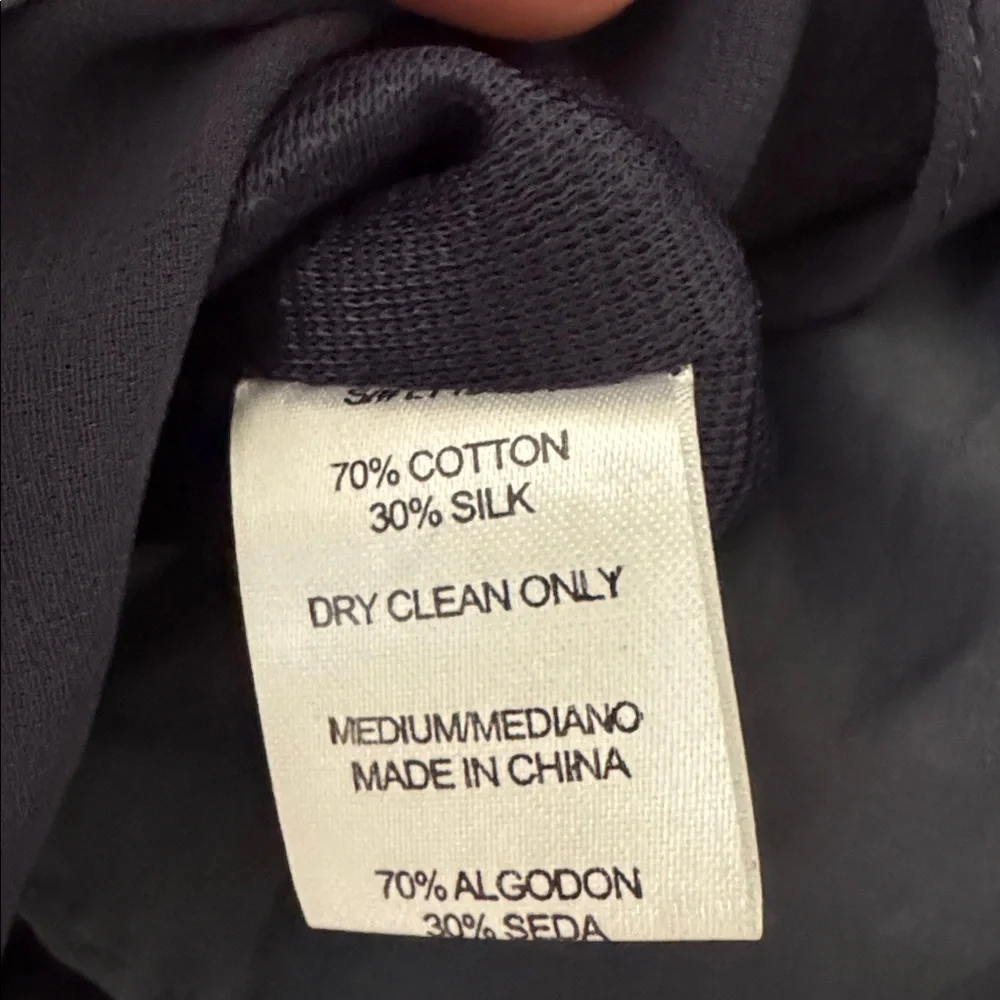 70% COTTON
30% SILK
DRY CLEAN ONLY
MEDIUM/MEDIANO
MADE IN CHINA
70% ALGODON
30% SEDA